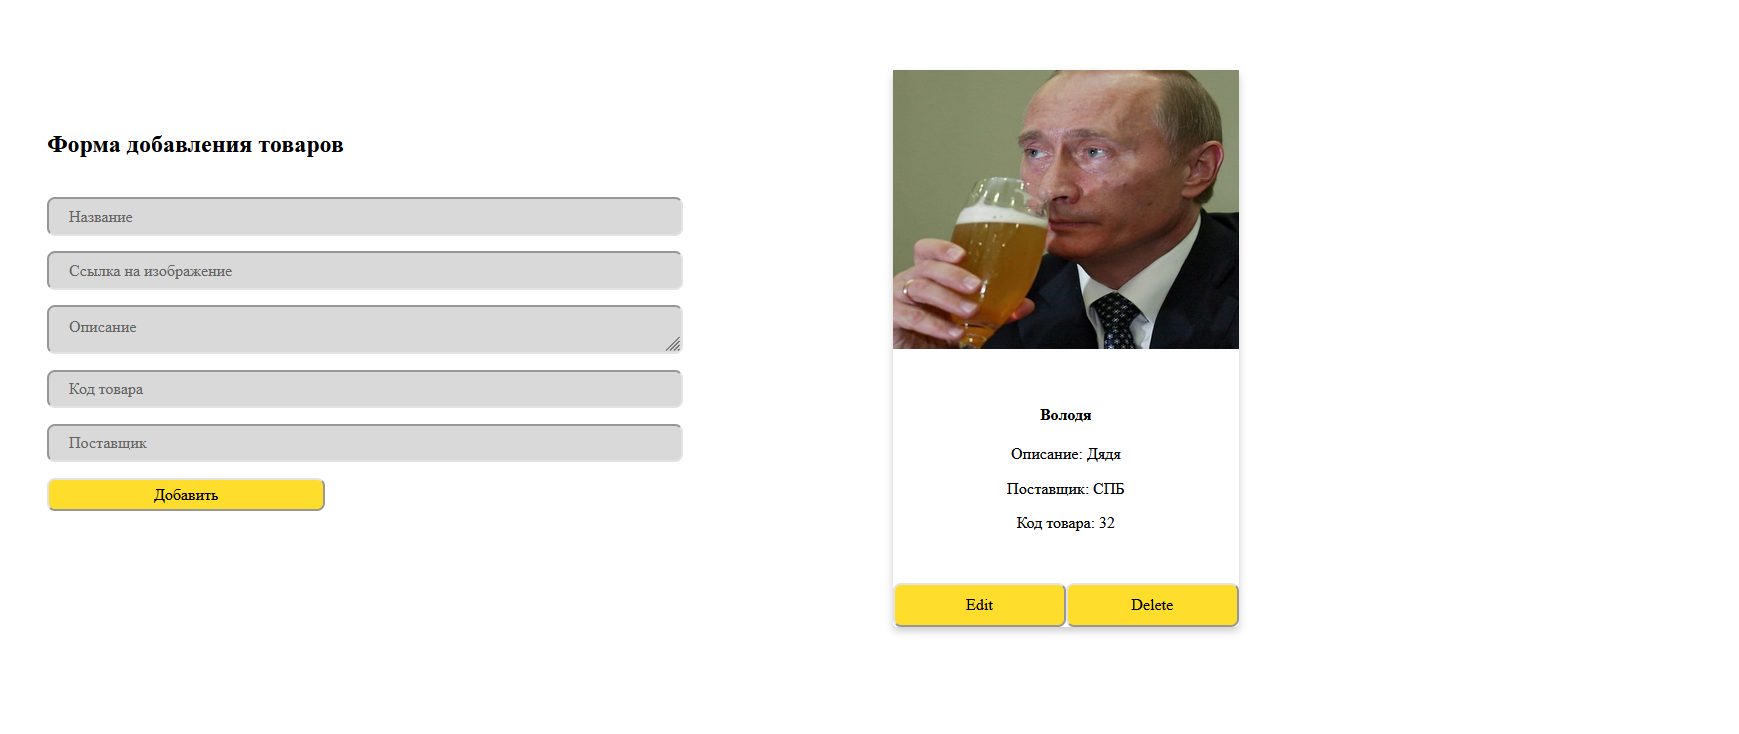 Форма добавления товаров
Название
Ссылка на изображение
Описание
Код товара
Поставщик
Добавить
Володя
Описание: Дядя
Поставщик: СПБ
Код товара: 32
Edit
Delete